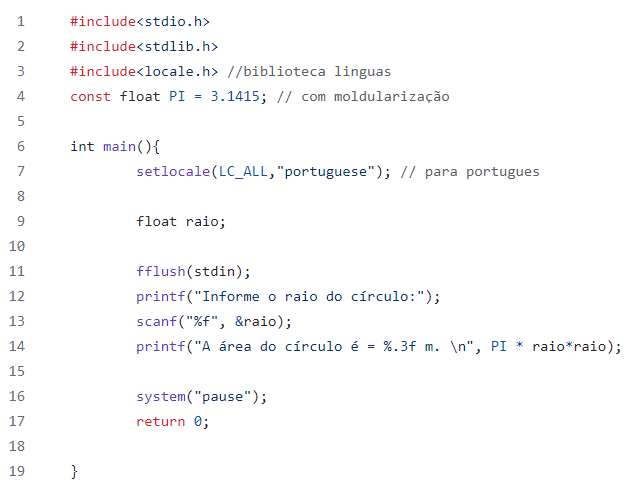 1 #include<stdio.h>
2 #include<stdlib.h>
3 #include<locale.h> //biblioteca linguas
4 const float PI = 3.1415; // com moldularização
5
6 int main(){
7 setlocale(LC_ALL,"portuguese"); // para portugues
8
9 float raio;
10
11 fflush(stdin);
12 printf("Informe o raio do círculo:");
13 scanf("%f", &raio);
14 printf("A área do círculo é = %.3f m. \n", PI * raio*raio);
15
16 system("pause");
17 return 0;
18
19 }